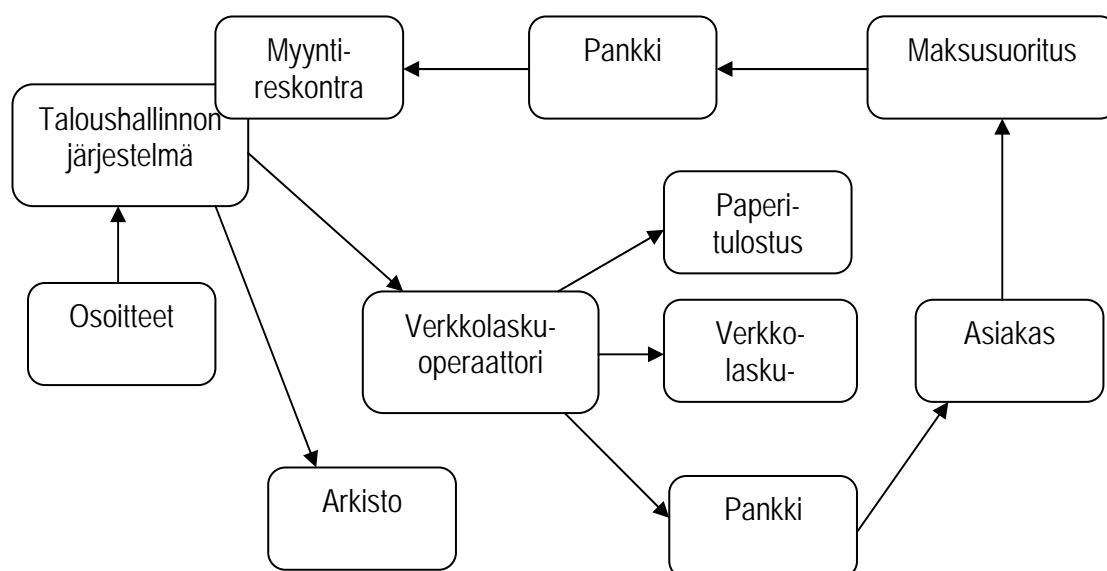 Myynti-
reskontra
Pankki
Maksusuoritus
Taloushallinnon
järjestelmä
Paperi-
tulostus
Osoitteet
Verkkolasku-
operaattori
Verkko-
lasku-
Asiakas
Arkisto
Pankki